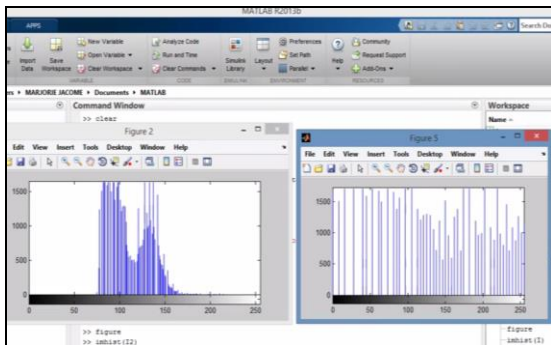 MATLAB R2013b
APPS
Search Do
Import Data
Save Workspace
New Variable
Open Variable
Clear Workspace
Analyze Code
Run and Time
Clear Commands
Simulink Library
Layout
Preferences
Set Path
Parallel
Help
Community
Request Support
Add-Ons
VARIABLE
CODE
SIMULINK
ENVIRONMENT
RESOURCES
MARJORIE JACOME Documents MATLAB
Command Window
Workspace
Name
>> clear
Figure 2
Edit View Insert Tools Desktop Window Help
1500
1000
500
0
0 50 100 150 200 250
Figure 5
File Edit View Insert Tools Desktop Window Help
1500
1000
500
0
0 50 100 150 200 250
>> figure
>> imhist(I2)
figure
imhist(I)